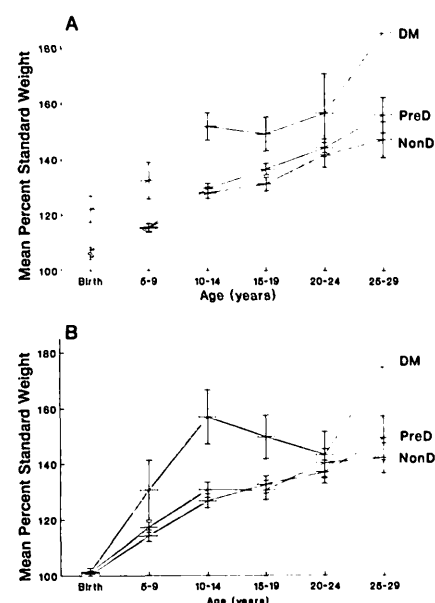 A
Mean Percent Standard Weight
180
160
140
120
100
DM
PreD
NonD
Birth 5-9 10-14 15-19 20-24 25-29
Age (years)
B
Mean Percent Standard Weight
180
160
140
120
100
DM
PreD
NonD
Birth 5-9 10-14 15-19 20-24 25-29
Age (years)